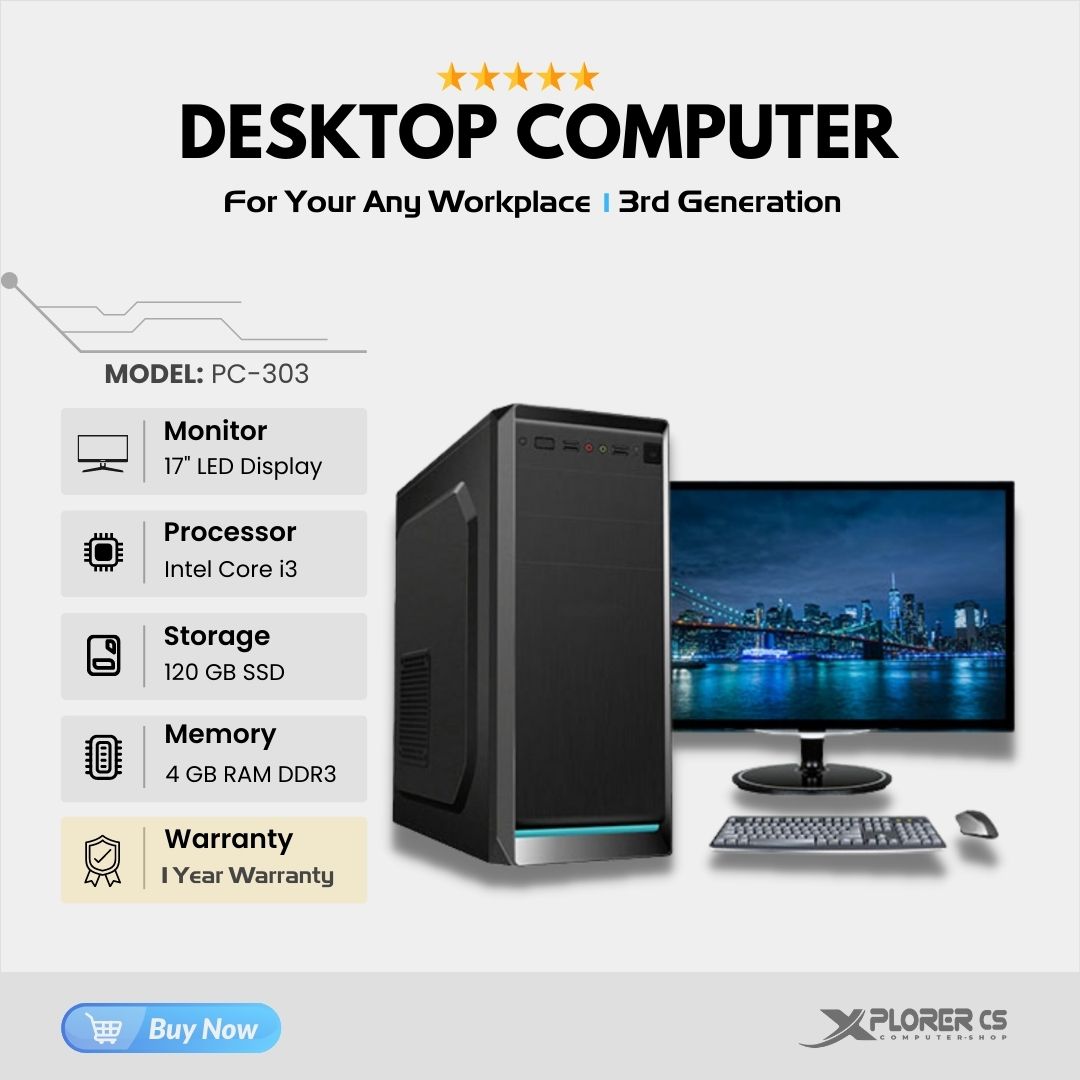 DESKTOP COMPUTER
For Your Any Workplace | 3rd Generation
MODEL: PC-303
Monitor
17" LED Display
Processor
Intel Core i3
Storage
120 GB SSD
Memory
4 GB RAM DDR3
Warranty
1 Year Warranty
Buy Now
XPLORER CS
COMPUTER-SHOP